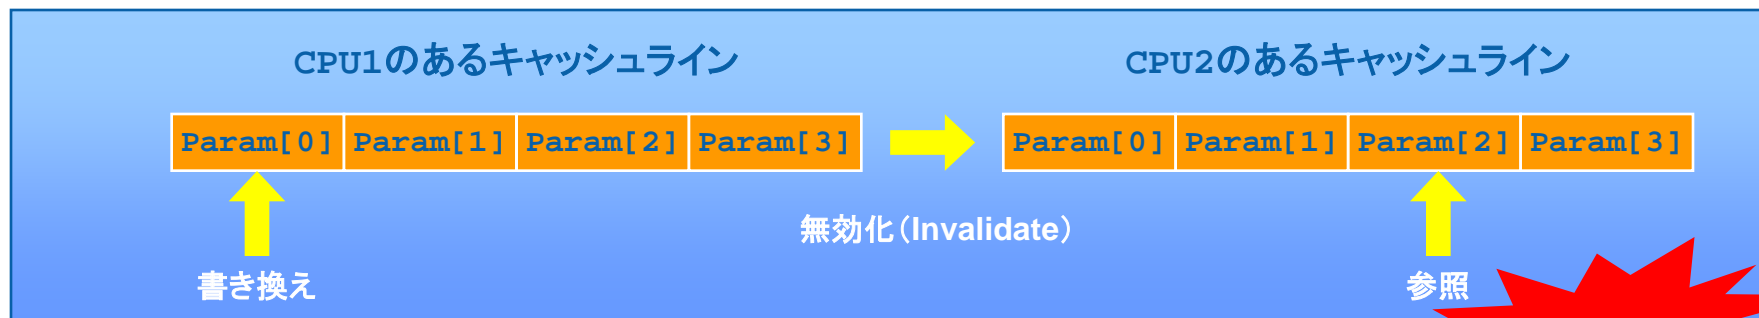 CPU1のあるキャッシュライン
CPU2のあるキャッシュライン
Param[0] Param[1] Param[2] Param[3]
Param[0] Param[1] Param[2] Param[3]
無効化(Invalidate)
書き換え
参照